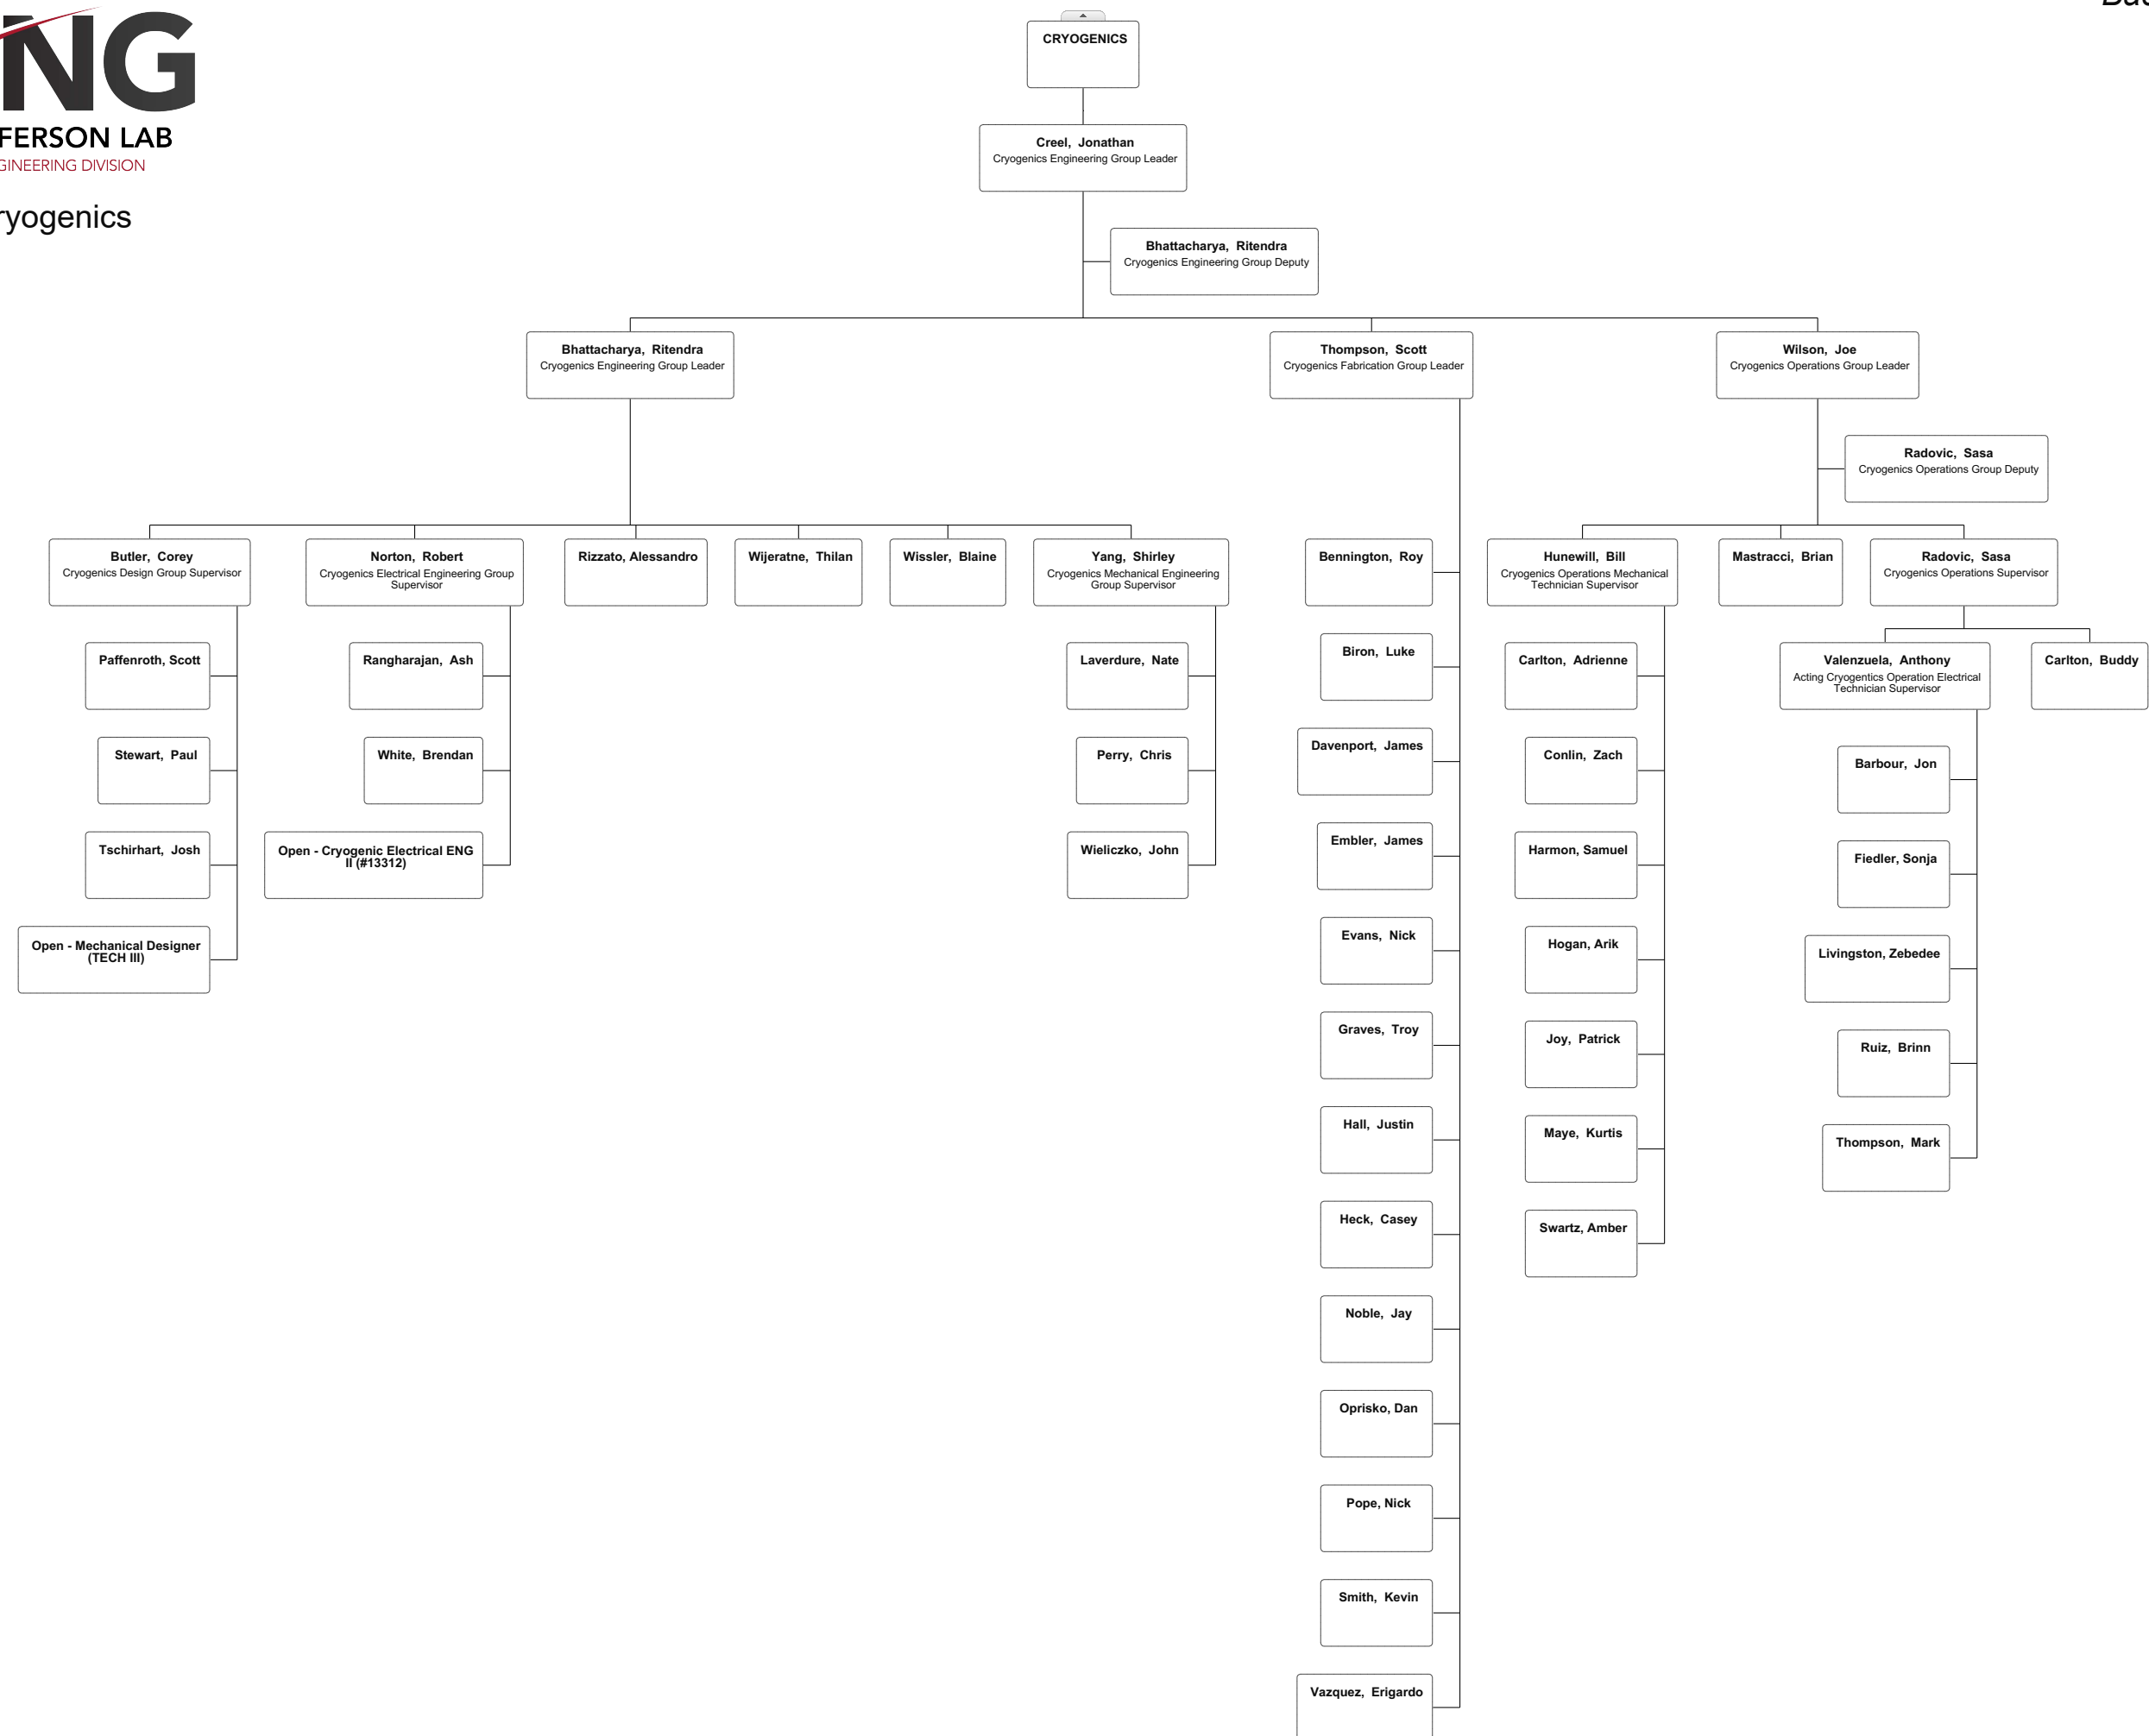 NG
FERSON LAB
GINEERING DIVISION
ryogenics
CRYOGENICS
Creel, Jonathan
Cryogenics Engineering Group Leader
Bhattacharya, Ritendra
Cryogenics Engineering Group Deputy
Bhattacharya, Ritendra
Cryogenics Engineering Group Leader
Thompson, Scott
Cryogenics Fabrication Group Leader
Wilson, Joe
Cryogenics Operations Group Leader
Radovic, Sasa
Cryogenics Operations Group Deputy
Butler, Corey
Cryogenics Design Group Supervisor
Norton, Robert
Cryogenics Electrical Engineering Group
Supervisor
Rizzato, Alessandro
Wijeratne, Thilan
Wissler, Blaine
Yang, Shirley
Cryogenics Mechanical Engineering
Group Supervisor
Bennington, Roy
Hunewill, Bill
Cryogenics Operations Mechanical
Technician Supervisor
Mastracci, Brian
Radovic, Sasa
Cryogenics Operations Supervisor
Paffenroth, Scott
Stewart, Paul
Tschirhart, Josh
Open - Mechanical Designer
(TECH III)
Rangharajan, Ash
White, Brendan
Open - Cryogenic Electrical ENG
II (#13312)
Laverdure, Nate
Perry, Chris
Wieliczko, John
Biron, Luke
Davenport, James
Embler, James
Evans, Nick
Graves, Troy
Hall, Justin
Heck, Casey
Noble, Jay
Oprisko, Dan
Pope, Nick
Smith, Kevin
Vazquez, Erigardo
Carlton, Adrienne
Conlin, Zach
Harmon, Samuel
Hogan, Arik
Joy, Patrick
Maye, Kurtis
Swartz, Amber
Valenzuela, Anthony
Acting Cryogentics Operation Electrical
Technician Supervisor
Carlton, Buddy
Barbour, Jon
Fiedler, Sonja
Livingston, Zebedee
Ruiz, Brinn
Thompson, Mark